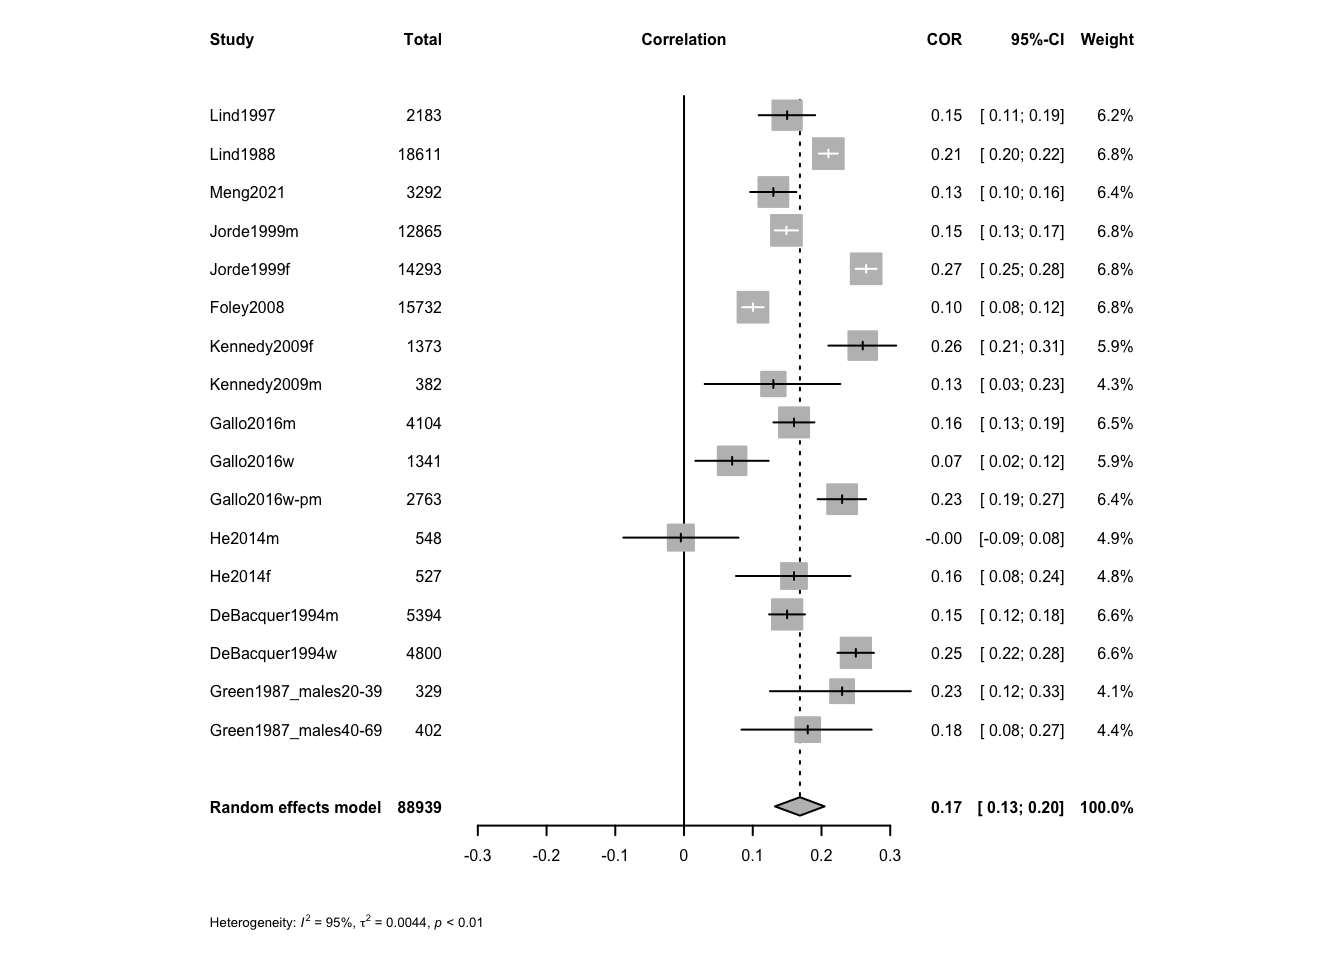 Study Total Correlation COR 95%-CI Weight
Lind1997 2183 0.15 [ 0.11; 0.19] 6.2%
Lind1988 18611 0.21 [ 0.20; 0.22] 6.8%
Meng2021 3292 0.13 [ 0.10; 0.16] 6.4%
Jorde1999m 12865 0.15 [ 0.13; 0.17] 6.8%
Jorde1999f 14293 0.27 [ 0.25; 0.28] 6.8%
Foley2008 15732 0.10 [ 0.08; 0.12] 6.8%
Kennedy2009f 1373 0.26 [ 0.21; 0.31] 5.9%
Kennedy2009m 382 0.13 [ 0.03; 0.23] 4.3%
Gallo2016m 4104 0.16 [ 0.13; 0.19] 6.5%
Gallo2016w 1341 0.07 [ 0.02; 0.12] 5.9%
Gallo2016w-pm 2763 0.23 [ 0.19; 0.27] 6.4%
He2014m 548 -0.00 [-0.09; 0.08] 4.9%
He2014f 527 0.16 [ 0.08; 0.24] 4.8%
DeBacquer1994m 5394 0.15 [ 0.12; 0.18] 6.6%
DeBacquer1994w 4800 0.25 [ 0.22; 0.28] 6.6%
Green1987_males20-39 329 0.23 [ 0.12; 0.33] 4.1%
Green1987_males40-69 402 0.18 [ 0.08; 0.27] 4.4%
Random effects model 88939 0.17 [ 0.13; 0.20] 100.0%
-0.3 -0.2 -0.1 0 0.1 0.2 0.3
Heterogeneity: I² = 95%, τ² = 0.0044, p < 0.01